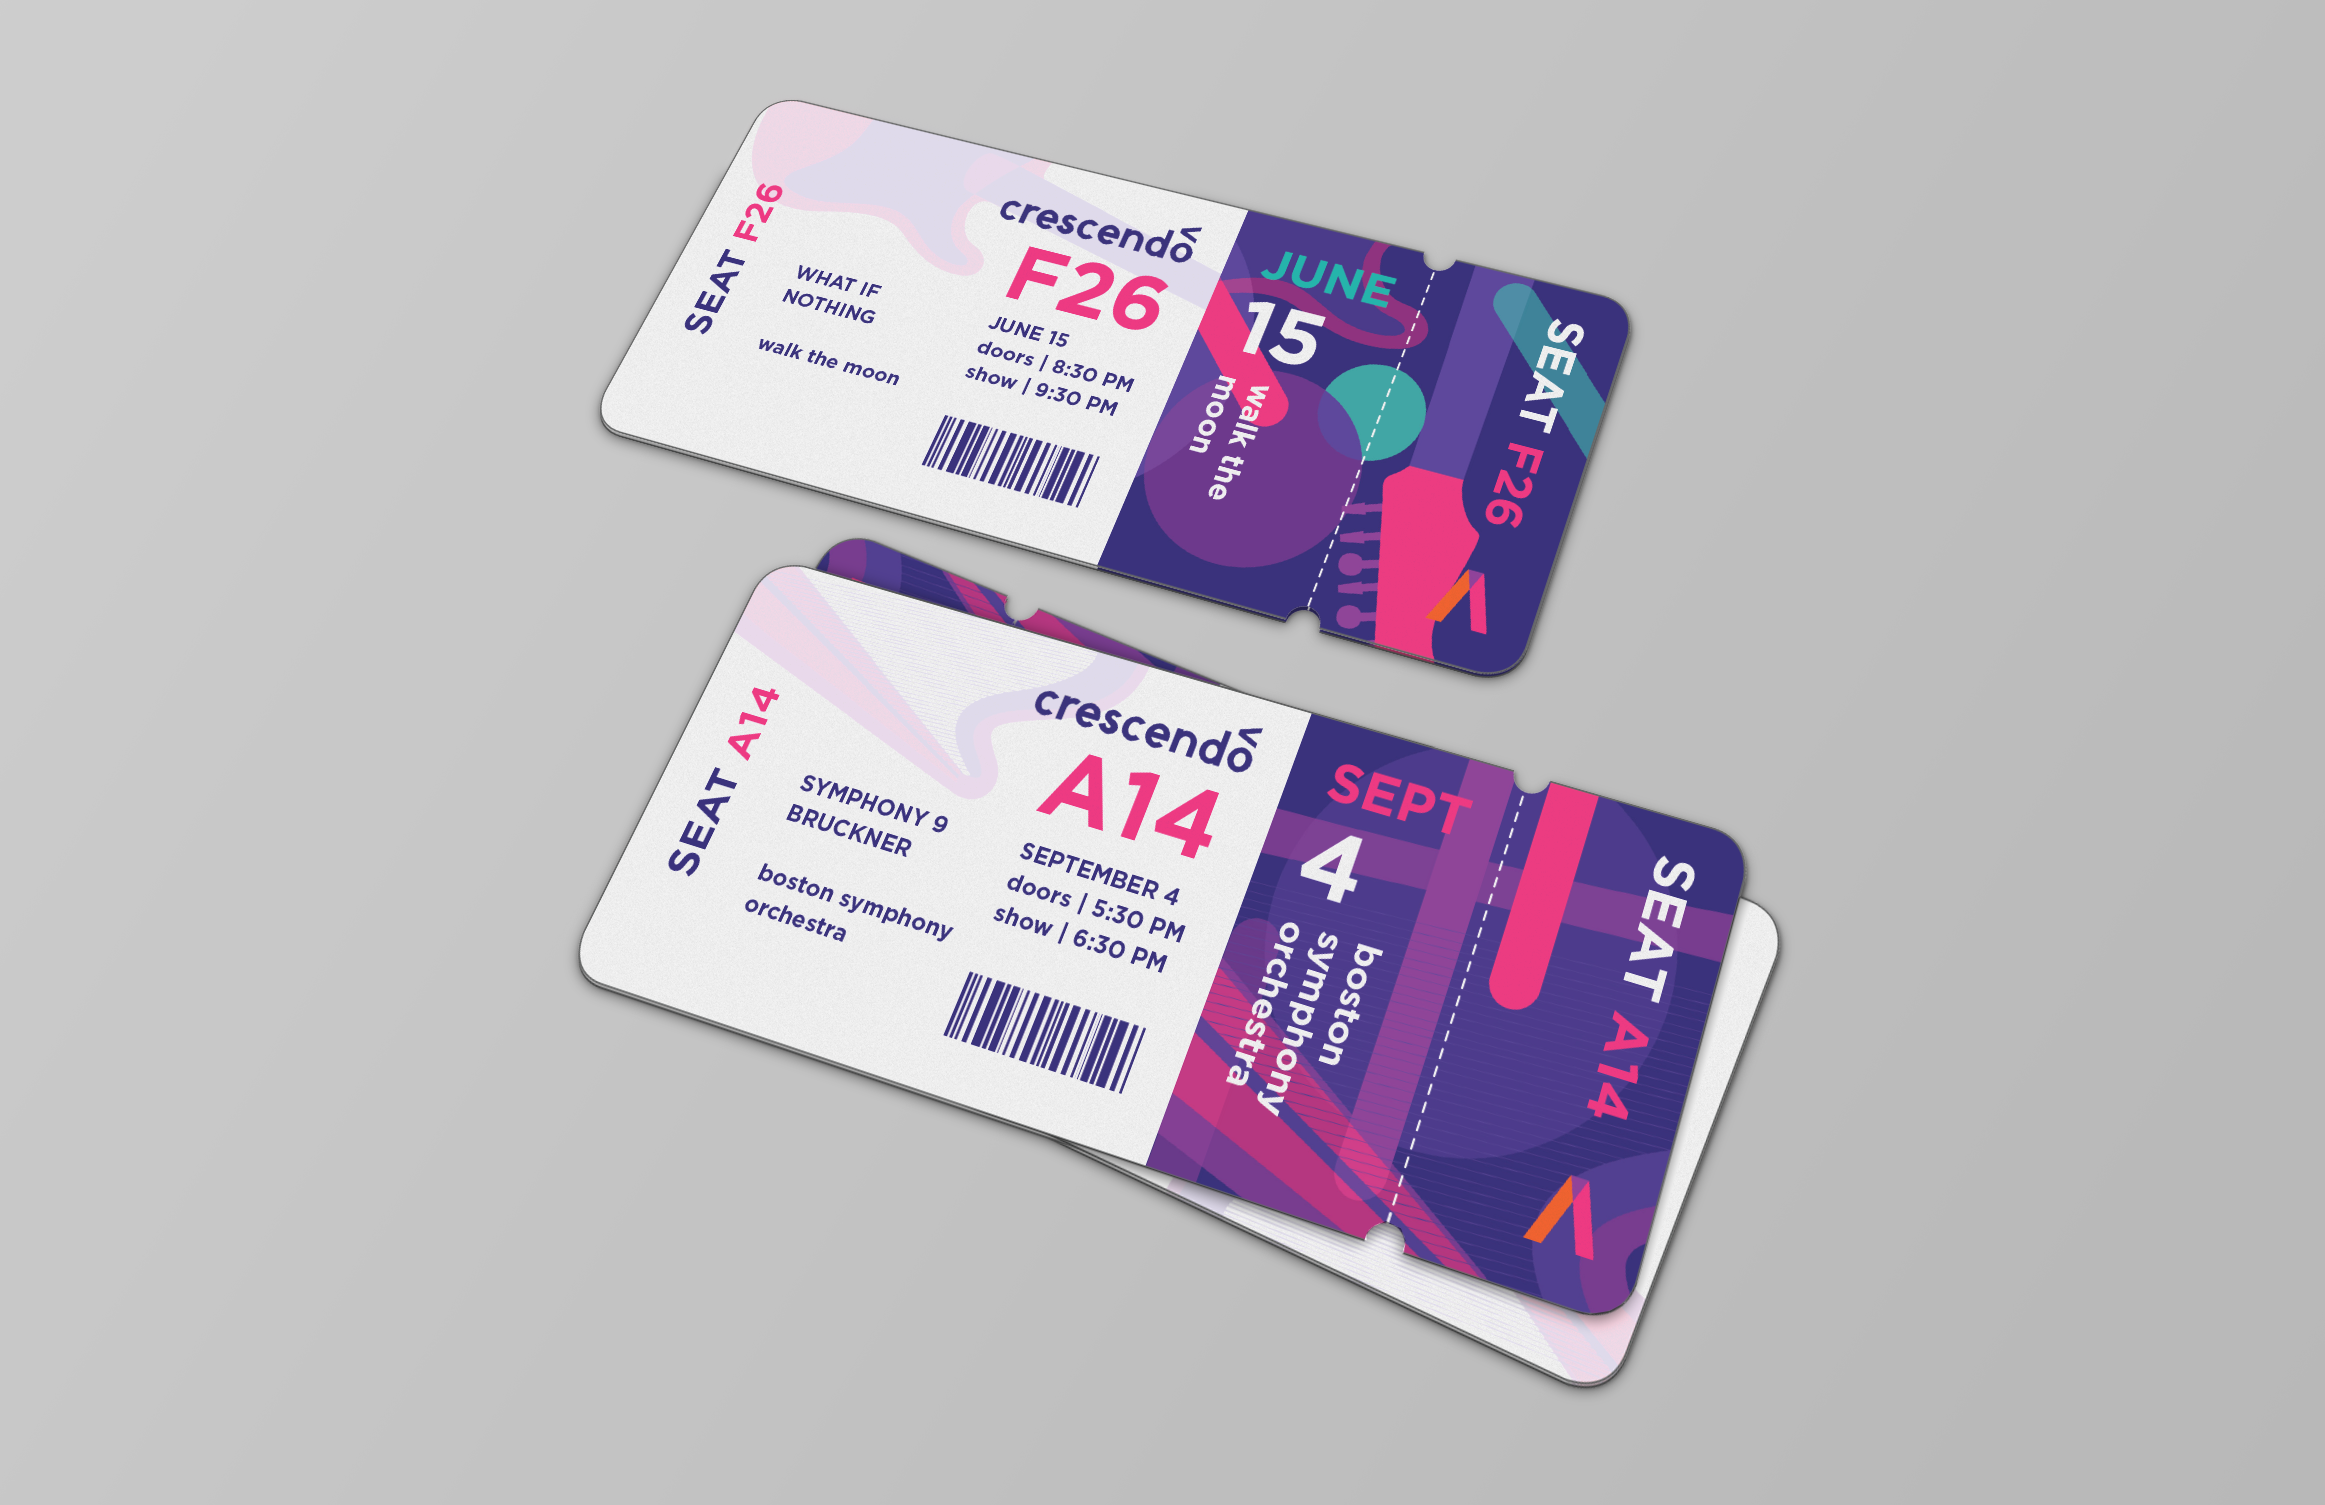 SEAT F26
WHAT IF
NOTHING
walk the moon
crescendo
F26
JUNE 15
doors | 8:30 PM
show | 9:30 PM
JUNE
15
walk the
moon
SEAT F26
SEAT A14
SYMPHONY 9
BRUCKNER
boston symphony
orchestra
crescendo
A14
SEPTEMBER 4
doors | 5:30 PM
show | 6:30 PM
SEPT
4
boston
symphony
orchestra
SEAT A14